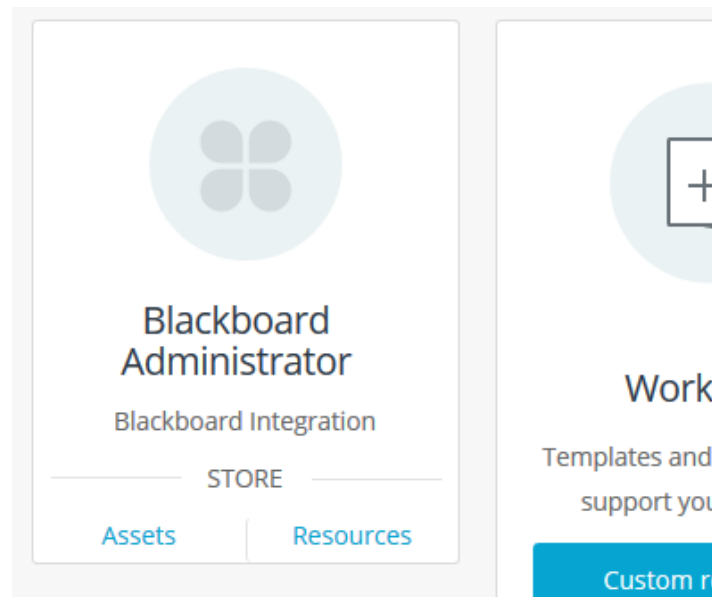 Blackboard
Administrator
Blackboard Integration
STORE
Assets
Resources
Work
Templates and
support you
Custom r